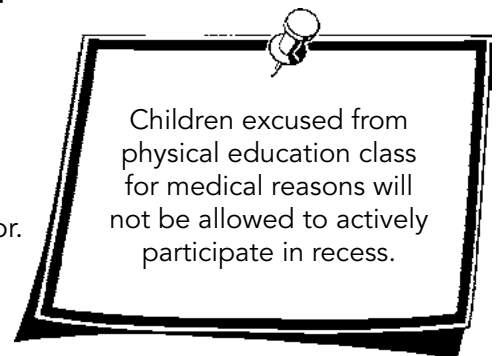 Children excused from
physical education class
for medical reasons will
not be allowed to actively
or.
participate in recess.